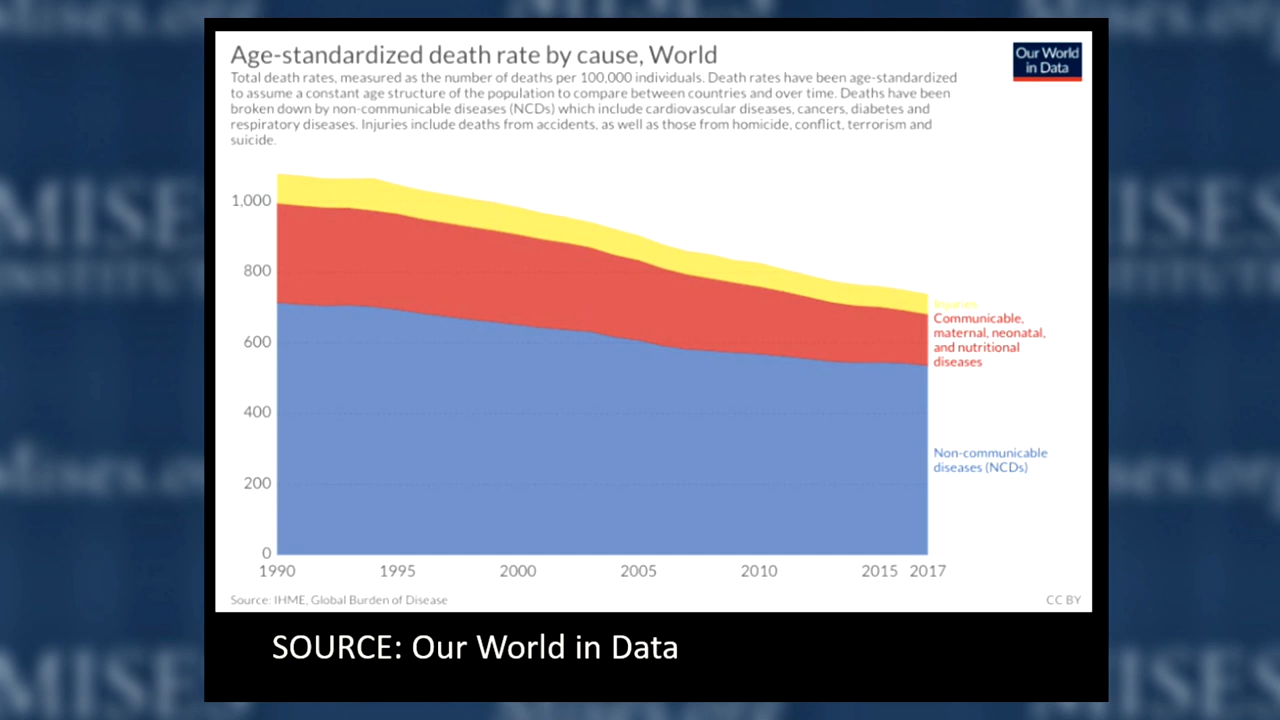 Age-standardized death rate by cause, World
Our World
in Data
Total death rates, measured as the number of deaths per 100,000 individuals. Death rates have been age-standardized
to assume a constant age structure of the population to compare between countries and over time. Deaths have been
broken down by non-communicable diseases (NCDs) which include cardiovascular diseases, cancers, diabetes and
respiratory diseases. Injuries include deaths from accidents, as well as those from homicide, conflict, terrorism and
suicide.
1,000
800
600
400
200
0
Injuries
Communicable,
maternal, neonatal,
and nutritional
diseases
Non-communicable
diseases (NCDs)
1990 1995 2000 2005 2010 2015 2017
Source: IHME, Global Burden of Disease
CC BY
SOURCE: Our World in Data